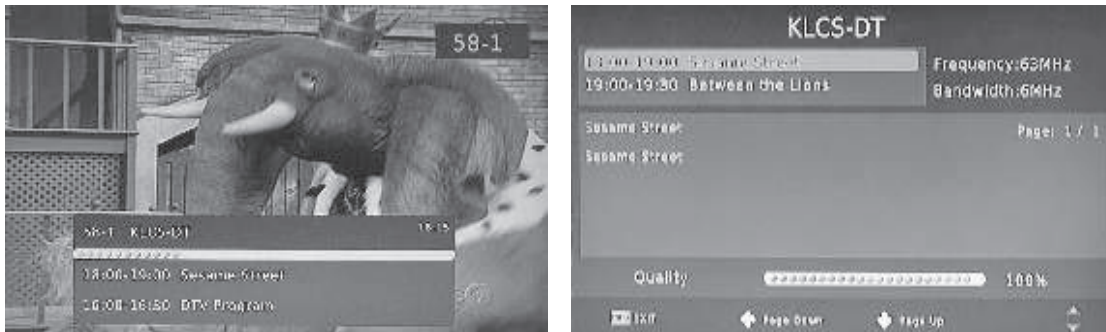 58-1
58-1 KLCS-DT
18:00-19:00 Sesame Street
16:00-16:30 DTV Program
KLCS-DT
18:00-19:00 Sesame Street
19:00-19:30 Between the Lions
Frequency:63MHz
Bandwidth:6MHz
Sesame Street
Page: 1 / 1
Sesame Street
Quality
100%
EXIT
Page Down
Page Up